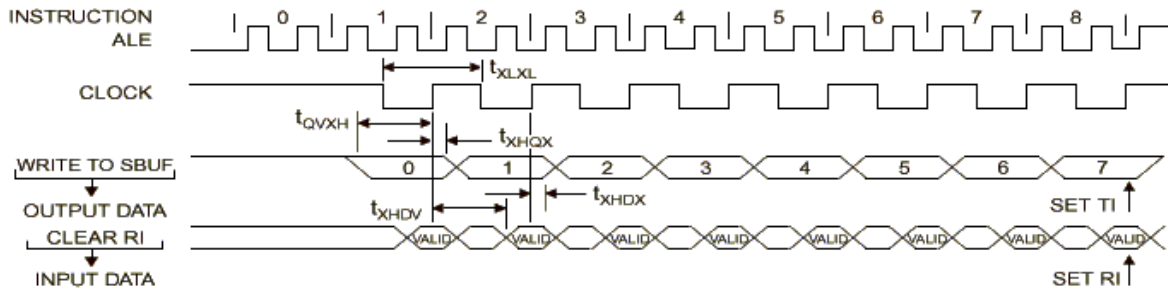 INSTRUCTION 0 1 2 3 4 5 6 7 8
ALE
tXLXL
CLOCK
tQVXH
tXHQX
WRITE TO SBUF 0 1 2 3 4 5 6 7
tXHDX
OUTPUT DATA tXHDV SET TI
CLEAR RI VALID VALID VALID VALID VALID VALID VALID VALID
INPUT DATA SET RI